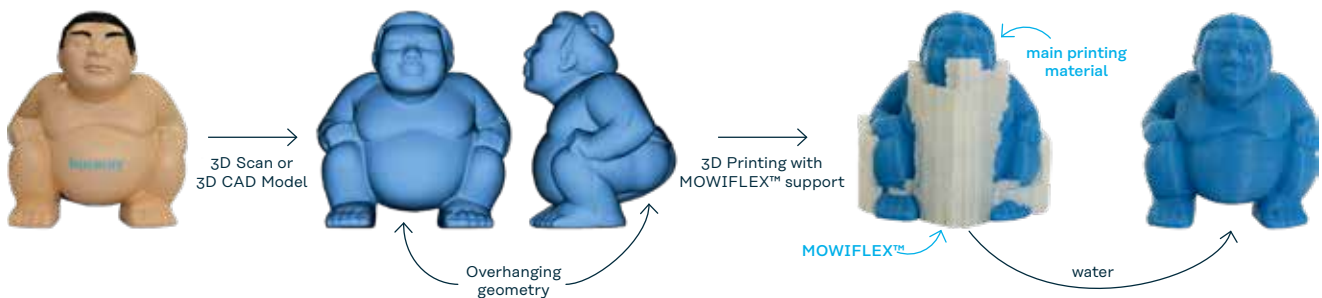 3D Scan or
3D CAD Model
Overhanging
geometry
3D Printing with
MOWIFLEX™ support
main printing
material
MOWIFLEX™
water